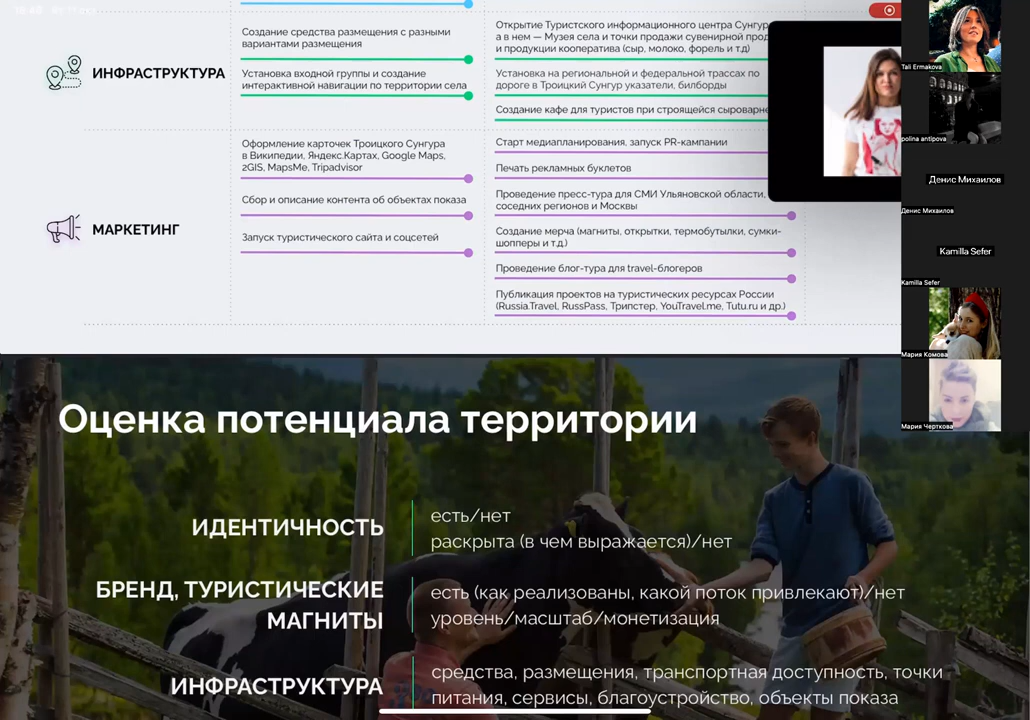 Создание средства размещения с разными
вариантами размещения
Открытие Туристского информационного центра Сунгур,
а в нем — Музея села и точки продажи сувенирной прод
и продукции кооператива (сыр, молоко, форель и т.д)
ИНФРАСТРУКТУРА
Установка входной группы и создание
интерактивной навигации по территории села
Установка на региональной и федеральной трассах по
дороге в Троицкий Сунгур указатели, билборды
Создание кафе для туристов при строящейся сыроварне
МАРКЕТИНГ
Оформление карточек Троицкого Сунгура
в Википедии, Яндекс.Картах, Google Maps,
2GIS, MapsMe, Tripadvisor
Сбор и описание контента об объектах показа
Запуск туристического сайта и соцсетей
Старт медиапланирования, запуск PR-кампании
Печать рекламных буклетов
Проведение пресс-тура для СМИ Ульяновской области,
соседних регионов и Москвы
Создание мерча (магниты, открытки, термобутылки, сумки-
шопперы и т.д.)
Проведение блог-тура для travel-блогеров
Публикация проектов на туристических ресурсах России
(Russia.Travel, RussPass, Трипстер, YouTravel.me, Tutu.ru и др.)
Tali Ermakova
polina antipova
Денис Михаилов
Денис Михаилов
Kamilla Sefer
Kamilla Sefer
Мария Комова
Мария Черткова
Оценка потенциала территории
ИДЕНТИЧНОСТЬ
есть/нет
раскрыта (в чем выражается)/нет
БРЕНД, ТУРИСТИЧЕСКИЕ
МАГНИТЫ
есть (как реализованы, какой поток привлекают)/нет
уровень/масштаб/монетизация
ИНФРАСТРУКТУРА
средства, размещения, транспортная доступность, точки
питания, сервисы, благоустройство, объекты показа